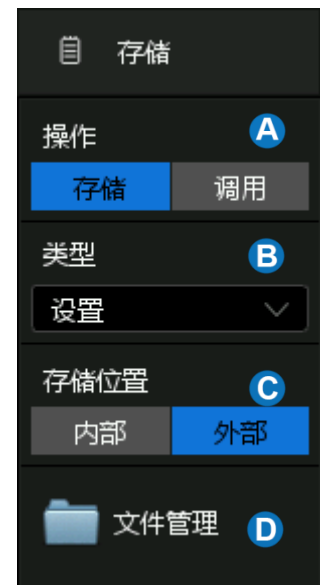 存储
操作 A
存储 调用
类型 B
设置
存储位置 C
内部 外部
文件管理 D